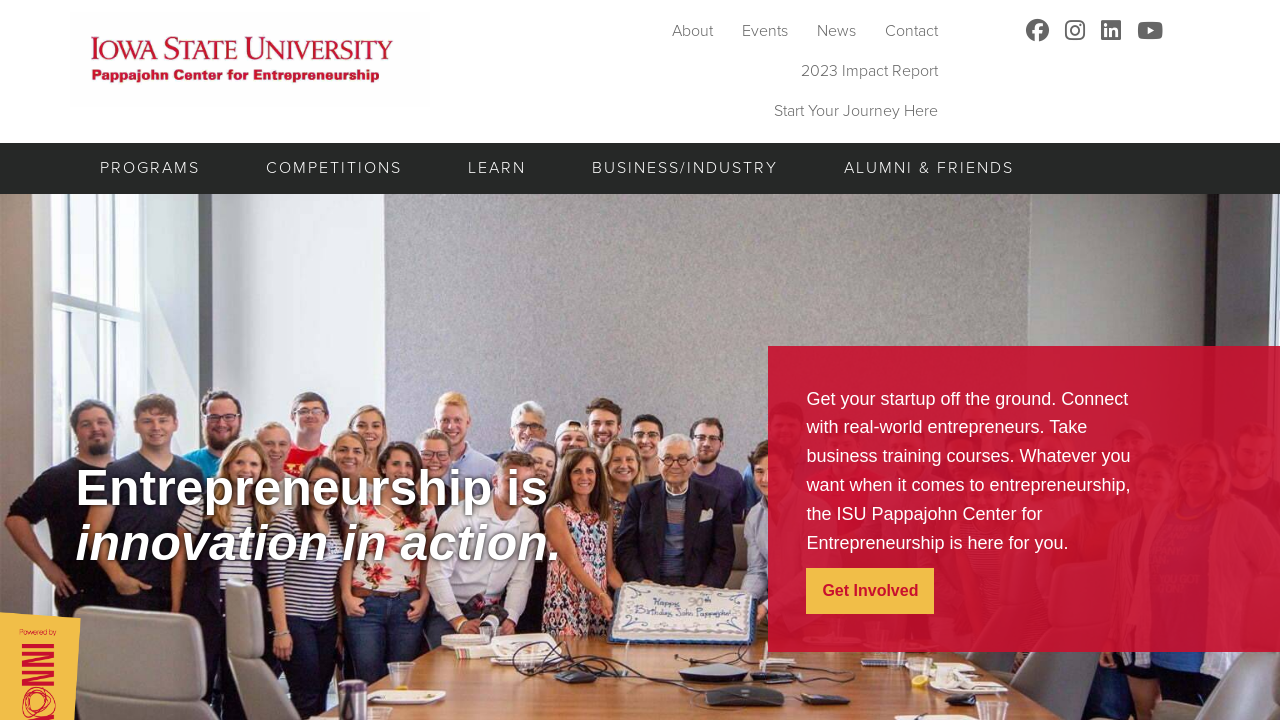 IOWA STATE UNIVERSITY
Pappajohn Center for Entrepreneurship
About
Events
News
Contact
2023 Impact Report
Start Your Journey Here
PROGRAMS
COMPETITIONS
LEARN
BUSINESS/INDUSTRY
ALUMNI & FRIENDS
Entrepreneurship is
innovation in action.
Get your startup off the ground. Connect
with real-world entrepreneurs. Take
business training courses. Whatever you
want when it comes to entrepreneurship,
the ISU Pappajohn Center for
Entrepreneurship is here for you.
Get Involved
Happy
Birthday John Pappajohn!
Powered by
INNO